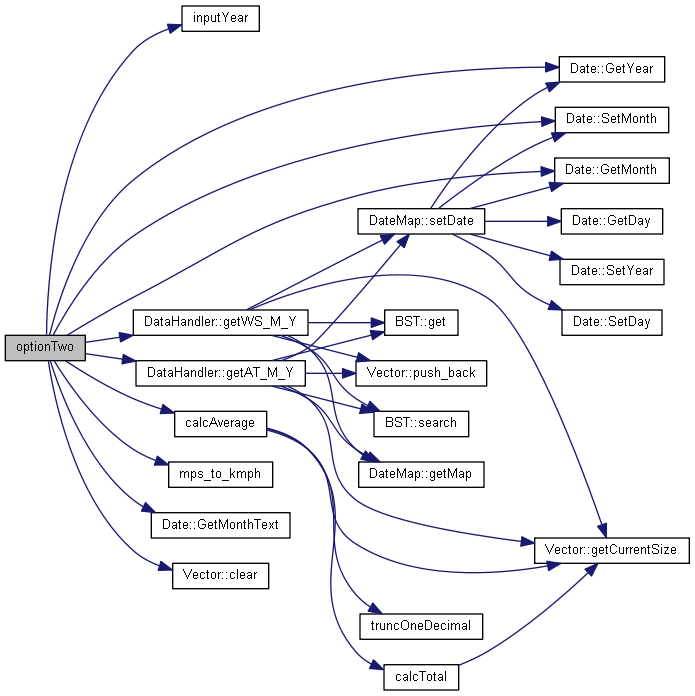 inputYear
Date::GetYear
Date::SetMonth
Date::GetMonth
DateMap::setDate
Date::GetDay
Date::SetYear
Date::SetDay
DataHandler::getWS_M_Y
BST::get
optionTwo
DataHandler::getAT_M_Y
Vector::push_back
calcAverage
BST::search
mps_to_kmph
DateMap::getMap
Date::GetMonthText
Vector::getCurrentSize
Vector::clear
truncOneDecimal
calcTotal